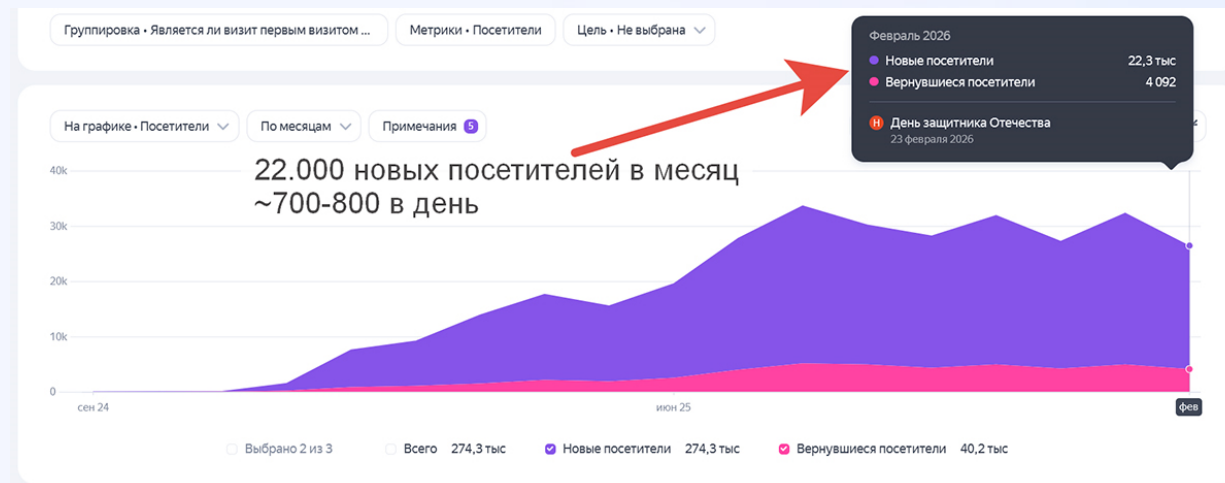 Группировка • Является ли визит первым визитом ...
Метрики • Посетители
Цель • Не выбрана
Февраль 2026
Новые посетители 22,3 тыс
Вернувшиеся посетители 4 092
Н День защитника Отечества
23 февраля 2026
На графике • Посетители
По месяцам
Примечания 5
22.000 новых посетителей в месяц
~700-800 в день
40k
30k
20k
10k
0
сен 24
июн 25
фев
Выбрано 2 из 3
Всего 274,3 тыс
Новые посетители 274,3 тыс
Вернувшиеся посетители 40,2 тыс